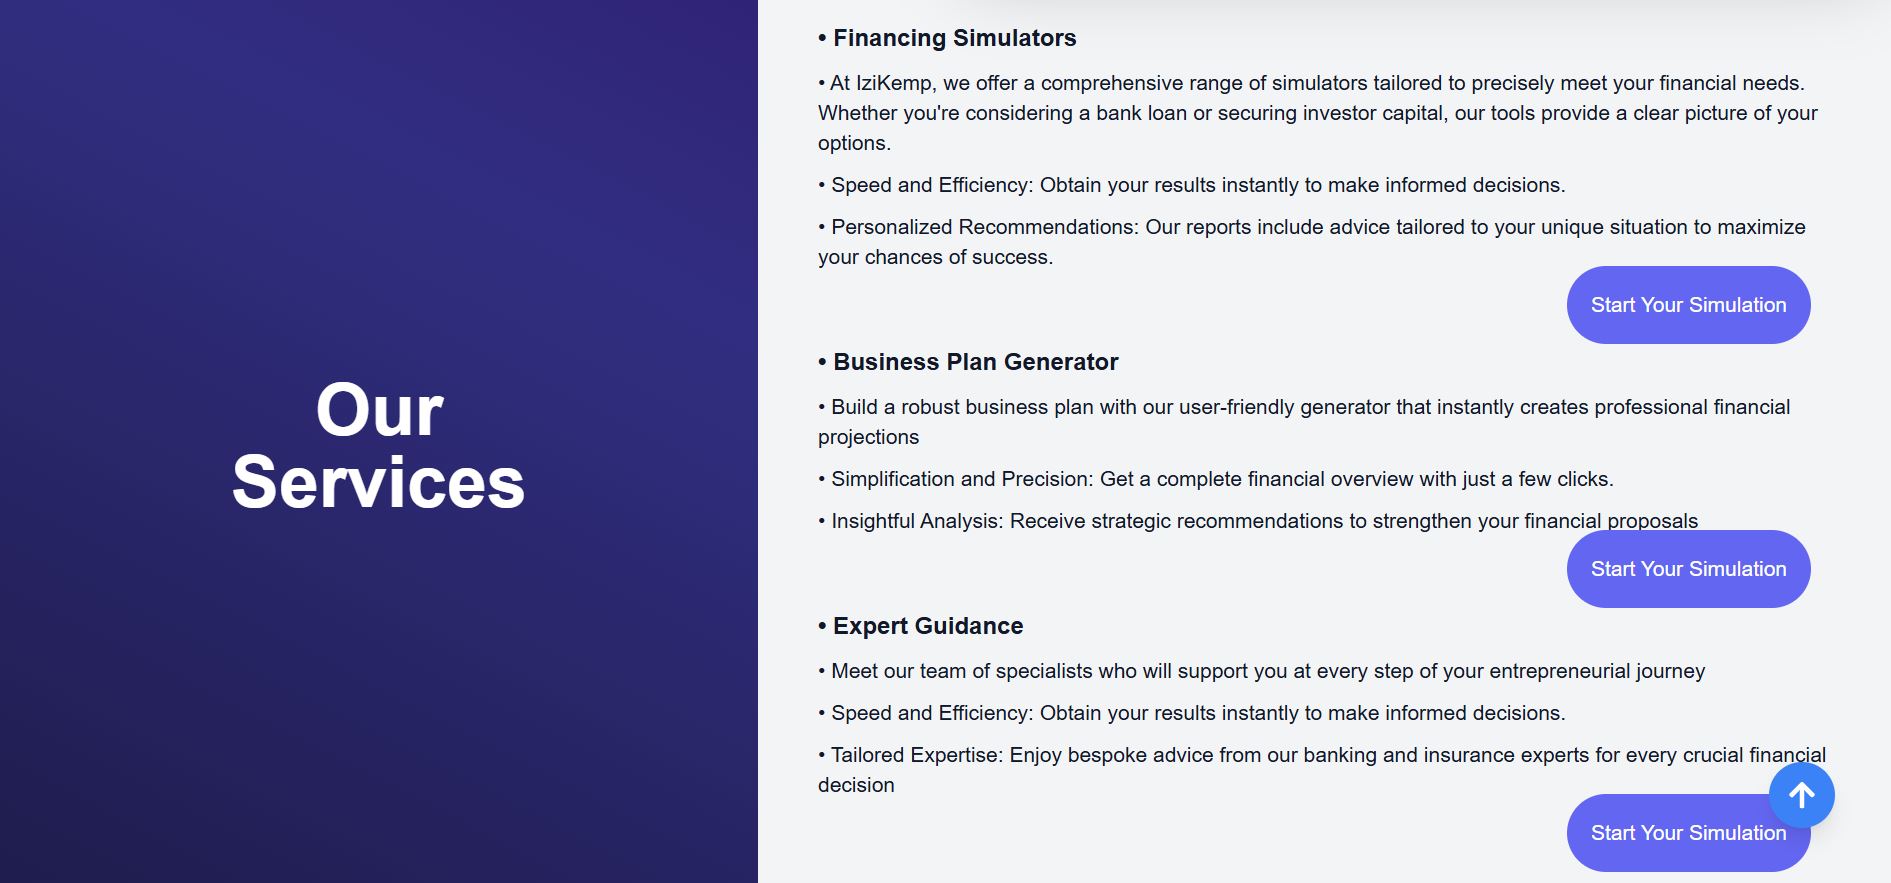 Our
Services
• Financing Simulators
• At IziKemp, we offer a comprehensive range of simulators tailored to precisely meet your financial needs.
Whether you're considering a bank loan or securing investor capital, our tools provide a clear picture of your
options.
• Speed and Efficiency: Obtain your results instantly to make informed decisions.
• Personalized Recommendations: Our reports include advice tailored to your unique situation to maximize
your chances of success.
Start Your Simulation
• Business Plan Generator
• Build a robust business plan with our user-friendly generator that instantly creates professional financial
projections
• Simplification and Precision: Get a complete financial overview with just a few clicks.
• Insightful Analysis: Receive strategic recommendations to strengthen your financial proposals
Start Your Simulation
• Expert Guidance
• Meet our team of specialists who will support you at every step of your entrepreneurial journey
• Speed and Efficiency: Obtain your results instantly to make informed decisions.
• Tailored Expertise: Enjoy bespoke advice from our banking and insurance experts for every crucial financial
decision
Start Your Simulation